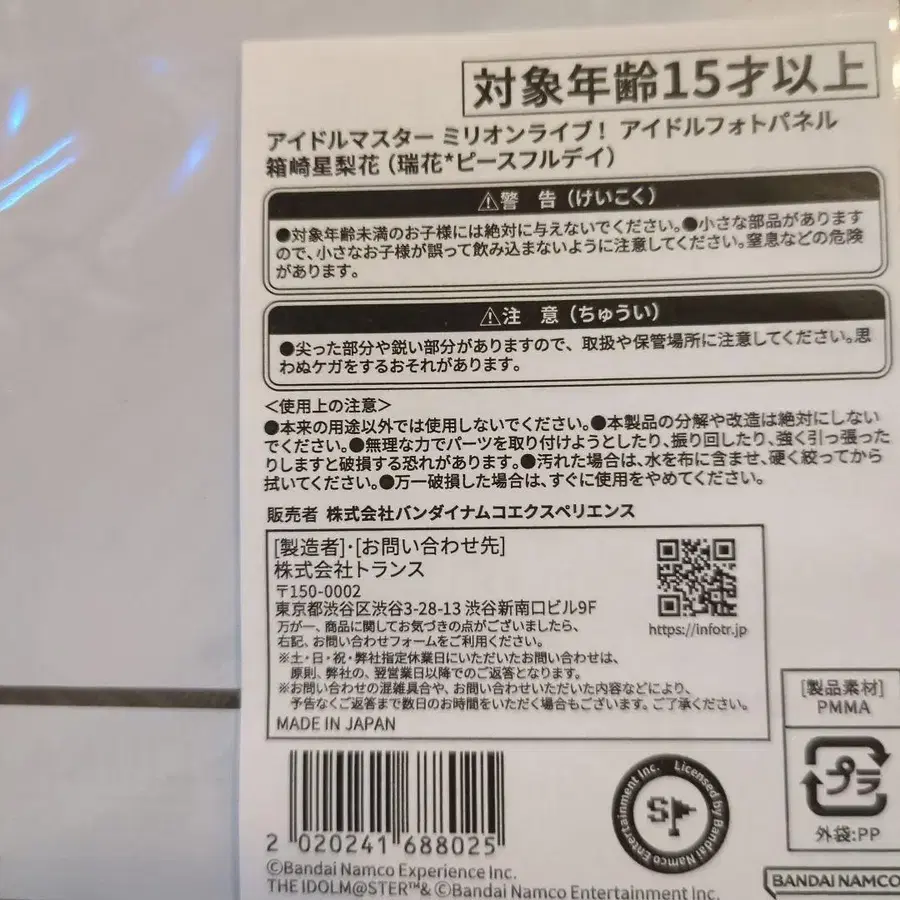 対象年齢15才以上
アイドルマスター ミリオンライブ！ アイドルフォトパネル
箱崎星梨花（瑞花*ピースフルデイ）
⚠警 告（けいこく）
●対象年齢未満のお子様には絶対に与えないでください。●小さな部品があります
ので、小さなお子様が誤って飲み込まないように注意してください。窒息などの危険
があります。
⚠注 意（ちゅうい）
●尖った部分や鋭い部分がありますので、取扱や保管場所に注意してください。思
わぬケガをするおそれがあります。
＜使用上の注意＞
●本来の用途以外では使用しないでください。●本製品の分解や改造は絶対にしない
でください。●無理な力でパーツを取り付けようとしたり、振り回したり、強く引っ張った
りしますと破損する恐れがあります。●汚れた場合は、水を布に含ませ、硬く絞ってから
拭いてください。●万一破損した場合は、すぐに使用をやめてください。
販売者 株式会社バンダイナムコエクスペリエンス
[製造者]・[お問い合わせ先]
株式会社トランス
〒150-0002
東京都渋谷区渋谷3-28-13 渋谷新南口ビル9F
万が一、商品に関してお気づきの点がございましたら、
右記、お問い合わせフォームをご利用ください。
※土・日・祝・弊社指定休業日にいただいたお問い合わせは、
原則、弊社の、翌営業日以降でのご返答となります。
※お問い合わせの混雑具合や、お問い合わせいただいた内容などにより、
予告なくご返答まで数日のお時間をいただく場合もございます。ご了承ください。
MADE IN JAPAN
https://infotr.jp
[製品素材]
PMMA
プラ
外袋:PP
2 020241 688025
Licensed by Bandai Namco Entertainment Inc.
©Bandai Namco Experience Inc.
THE IDOLM@STER™& ©Bandai Namco Entertainment Inc.
BANDAI NAMCO